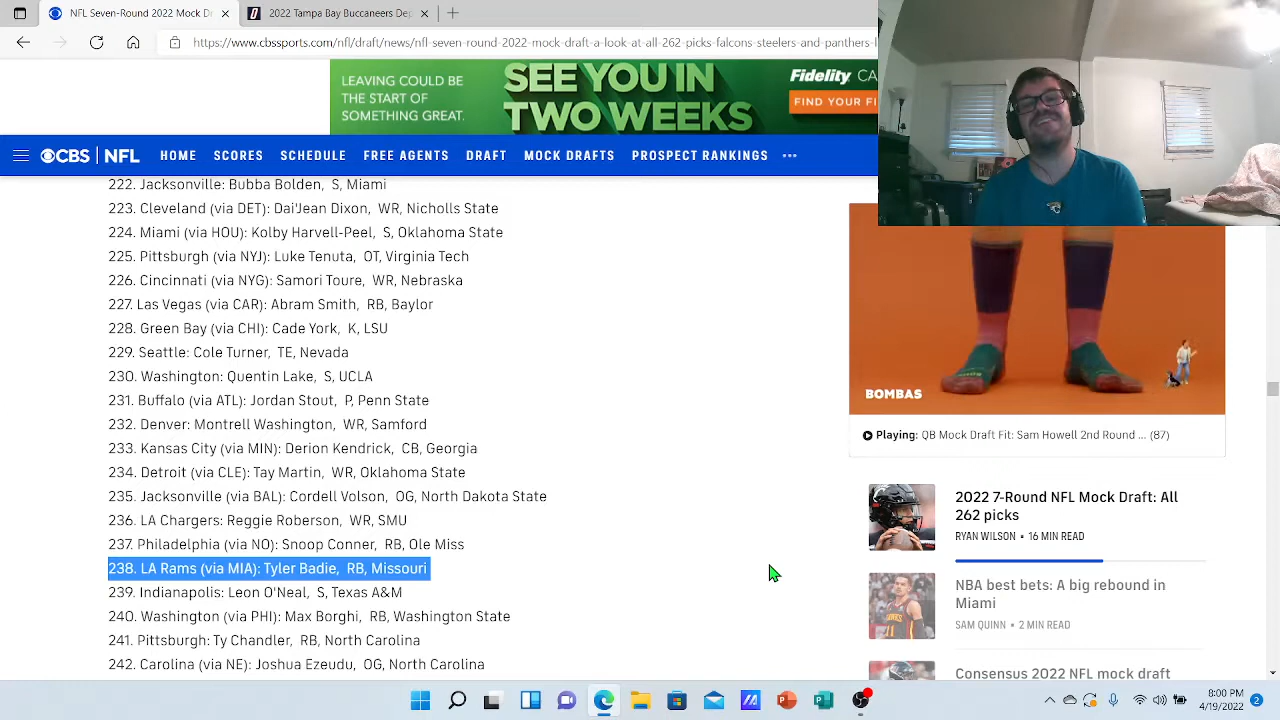 NFL Seven-Round 2022 Mock Draft
Tampa Bay Buccaneers Des
https://www.cbssports.com/nfl/draft/news/nfl-seven-round-2022-mock-draft-a-look-at-all-262-picks-falcons-steelers-and-panthers-
LEAVING COULD BE
THE START OF
SOMETHING GREAT.
SEE YOU IN
TWO WEEKS
Fidelity CA
FIND YOUR FI
CBS NFL HOME SCORES SCHEDULE FREE AGENTS DRAFT MOCK DRAFTS PROSPECT RANKINGS
222. Jacksonville: Bubba Bolden, S, Miami
223. Cleveland (via DET): Dai'Jean Dixon, WR, Nicholls State
224. Miami (via HOU): Kolby Harvell-Peel, S, Oklahoma State
225. Pittsburgh (via NYJ): Luke Tenuta, OT, Virginia Tech
226. Cincinnati (via NYG): Samori Toure, WR, Nebraska
227. Las Vegas (via CAR): Abram Smith, RB, Baylor
228. Green Bay (via CHI): Cade York, K, LSU
229. Seattle: Cole Turner, TE, Nevada
230. Washington: Quentin Lake, S, UCLA
231. Buffalo (via ATL): Jordan Stout, P, Penn State
232. Denver: Montrell Washington, WR, Samford
233. Kansas City (via MIN): Derion Kendrick, CB, Georgia
234. Detroit (via CLE): Tay Martin, WR, Oklahoma State
235. Jacksonville (via BAL): Cordell Volson, OG, North Dakota State
236. LA Chargers: Reggie Roberson, WR, SMU
237. Philadelphia (via NO): Snoop Conner, RB, Ole Miss
238. LA Rams (via MIA): Tyler Badie, RB, Missouri
239. Indianapolis: Leon O'Neal, S, Texas A&M
240. Washington (via PHI): Max Borghi, RB, Washington State
241. Pittsburgh: Ty Chandler, RB, North Carolina
242. Carolina (via NE): Joshua Ezeudu, OG, North Carolina
BOMBAS
Playing: QB Mock Draft Fit: Sam Howell 2nd Round ... (87)
2022 7-Round NFL Mock Draft: All
262 picks
RYAN WILSON • 16 MIN READ
NBA best bets: A big rebound in
Miami
SAM QUINN • 2 MIN READ
Consensus 2022 NFL mock draft
8:00 PM
4/19/2022
2